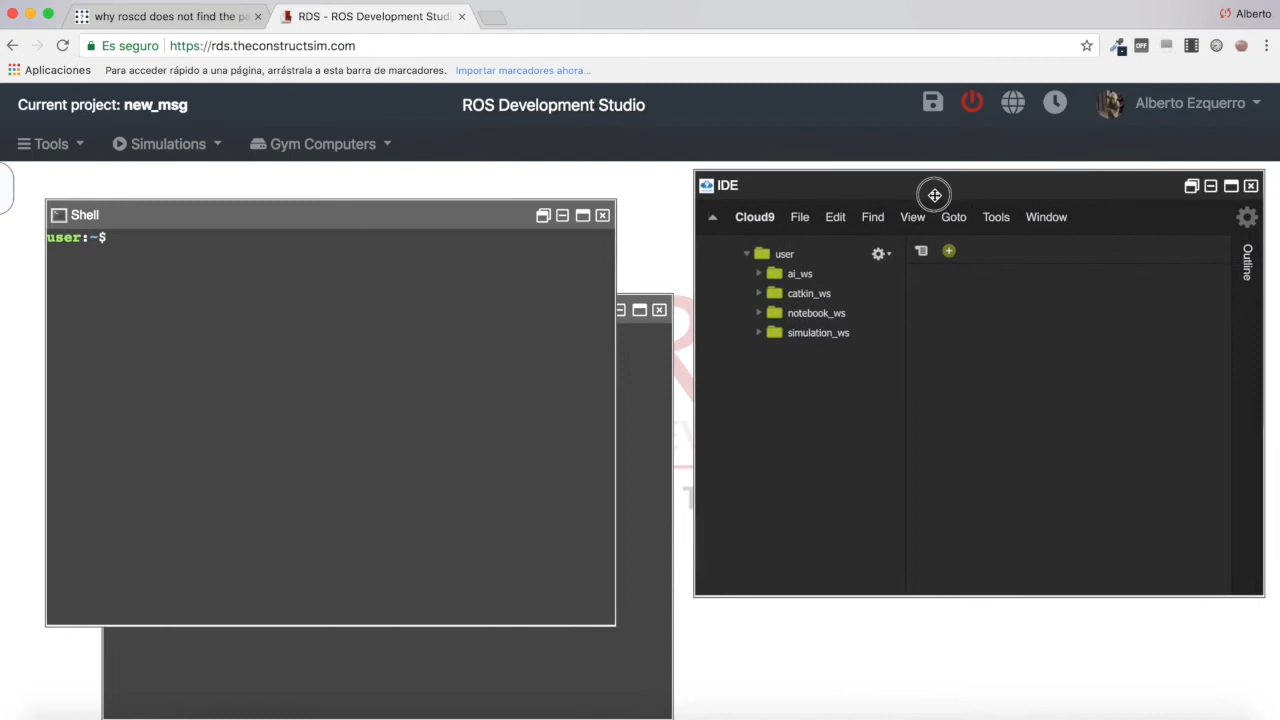 why roscd does not find the pa
RDS - ROS Development Studi
Alberto
Es seguro
https://rds.theconstructsim.com
OFF
Aplicaciones
Para acceder rápido a una página, arrástrala a esta barra de marcadores.
Importar marcadores ahora...
Current project: new_msg
ROS Development Studio
Alberto Ezquerro
Tools
Simulations
Gym Computers
IDE
Shell
Cloud9 File Edit Find View Goto Tools Window
user:~$
user
Outline
ai_ws
catkin_ws
notebook_ws
simulation_ws